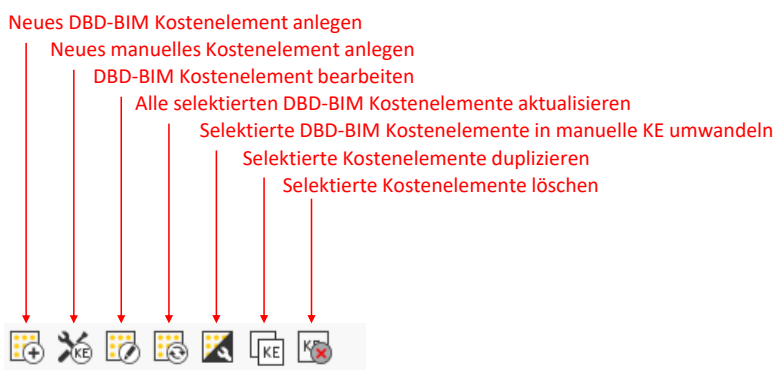 Neues DBD-BIM Kostenelement anlegen
Neues manuelles Kostenelement anlegen
DBD-BIM Kostenelement bearbeiten
Alle selektierten DBD-BIM Kostenelemente aktualisieren
Selektierte DBD-BIM Kostenelemente in manuelle KE umwandeln
Selektierte Kostenelemente duplizieren
Selektierte Kostenelemente löschen
KE KE KE